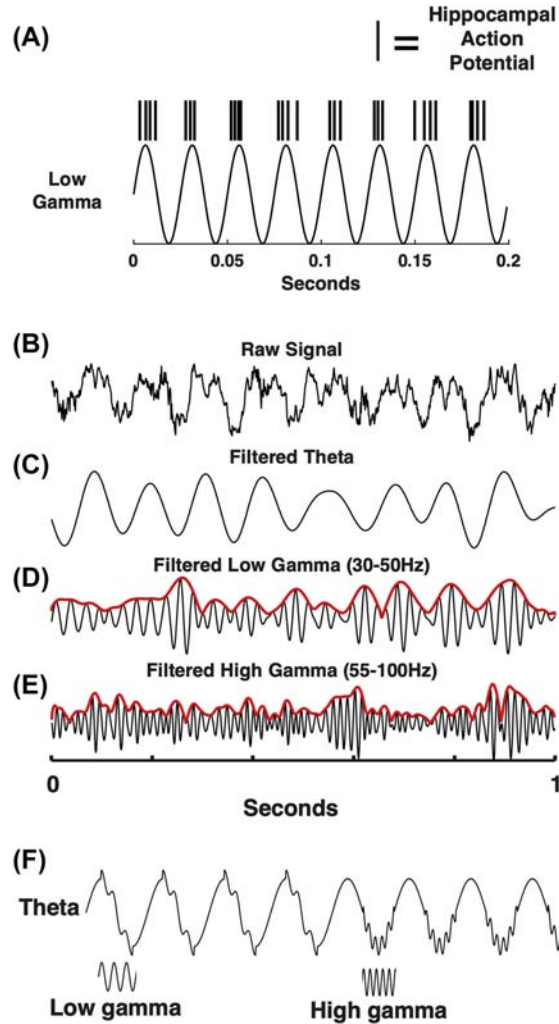 (A)
| = Hippocampal
Action
Potential
Low
Gamma
0 0.05 0.1 0.15 0.2
Seconds
(B)
Raw Signal
(C)
Filtered Theta
(D)
Filtered Low Gamma (30-50Hz)
(E)
Filtered High Gamma (55-100Hz)
0 1
Seconds
(F)
Theta
Low gamma High gamma